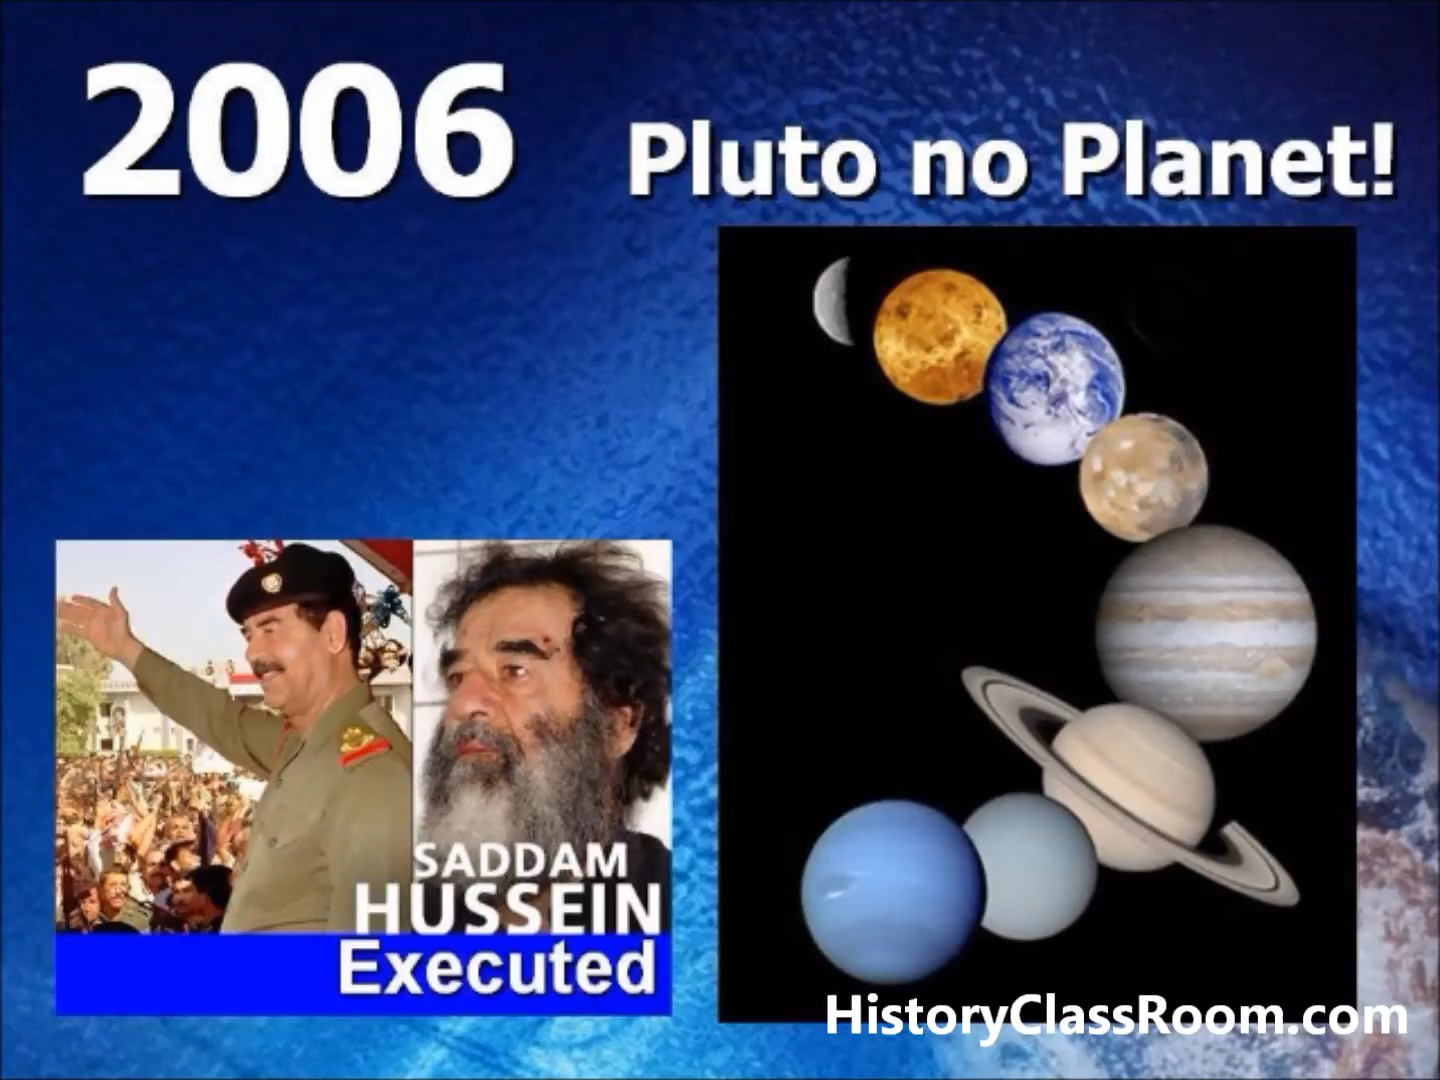 2006
Pluto no Planet!
SADDAM
HUSSEIN
Executed
HistoryClassRoom.com